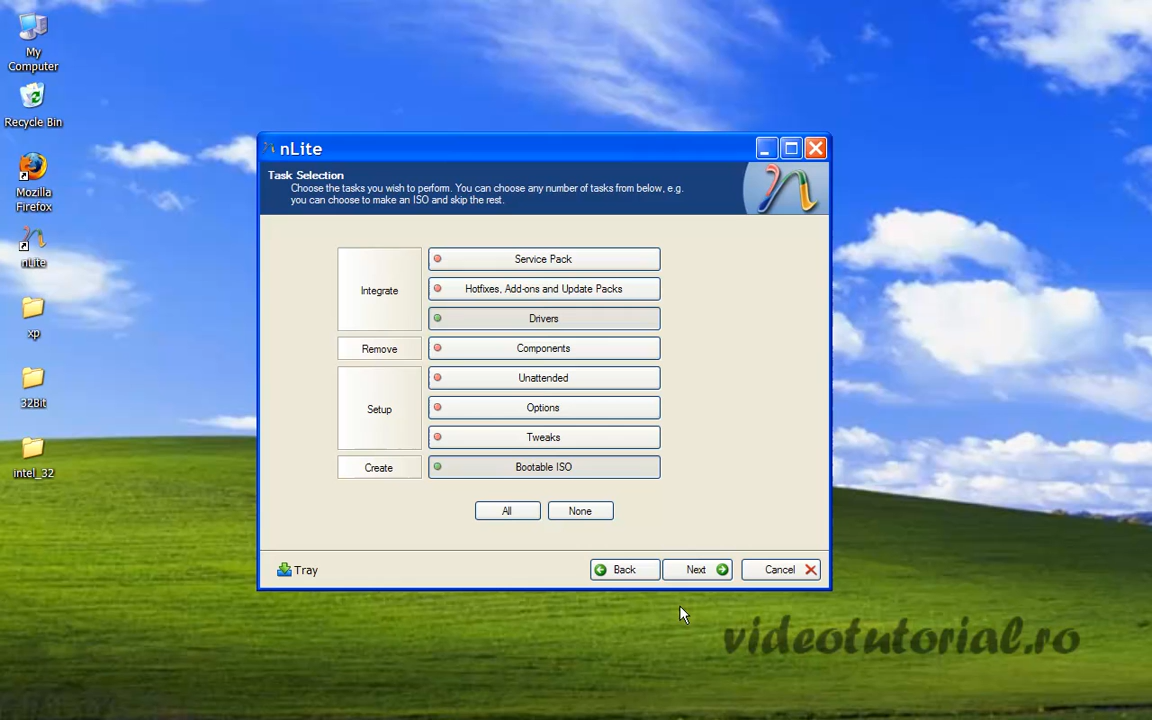 My
Computer
Recycle Bin
Mozilla
Firefox
nLite
xp
32Bit
intel_32
nLite
Task Selection
Choose the tasks you wish to perform. You can choose any number of tasks from below, e.g.
you can choose to make an ISO and skip the rest.
Integrate
Service Pack
Hotfixes, Add-ons and Update Packs
Drivers
Remove
Components
Setup
Unattended
Options
Tweaks
Create
Bootable ISO
All
None
Tray
Back
Next
Cancel
videotutorial.ro